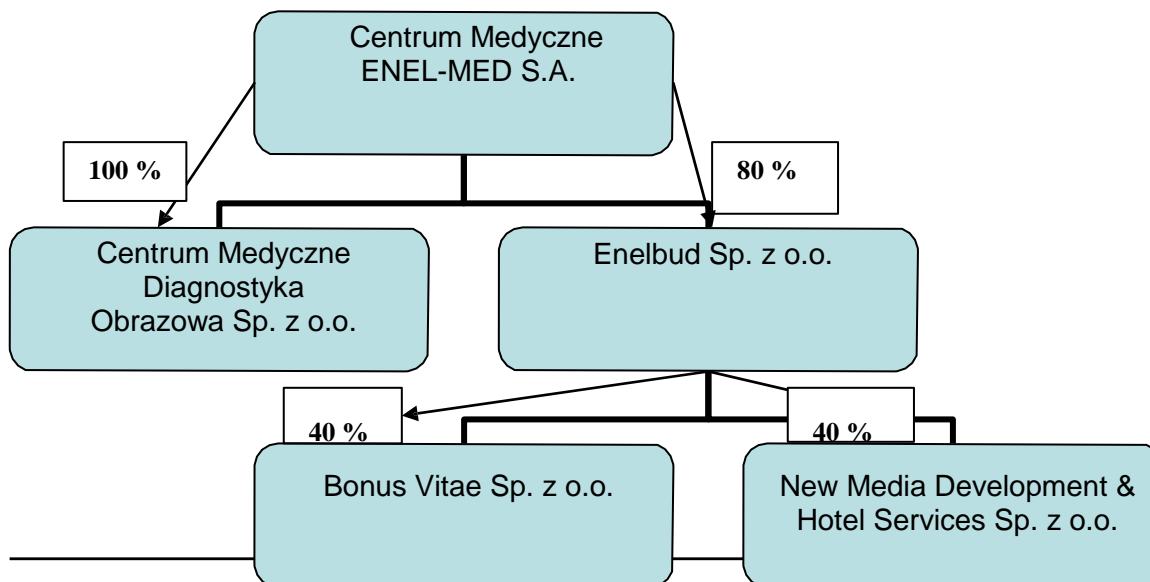 Centrum Medyczne
ENEL-MED S.A.
100 %
80 %
Centrum Medyczne
Diagnostyka
Obrazowa Sp. z o.o.
Enelbud Sp. z o.o.
40 %
40 %
Bonus Vitae Sp. z o.o.
New Media Development &
Hotel Services Sp. z o.o.